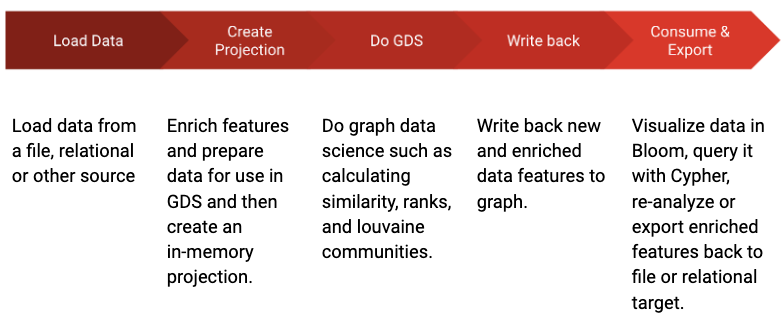 Load Data
Create
Projection
Do GDS
Write back
Consume &
Export
Load data from
a file, relational
or other source
Enrich features
and prepare
data for use in
GDS and then
create an
in-memory
projection.
Do graph data
science such as
calculating
similarity, ranks,
and louvaine
communities.
Write back new
and enriched
data features to
graph.
Visualize data in
Bloom, query it
with Cypher,
re-analyze or
export enriched
features back to
file or relational
target.